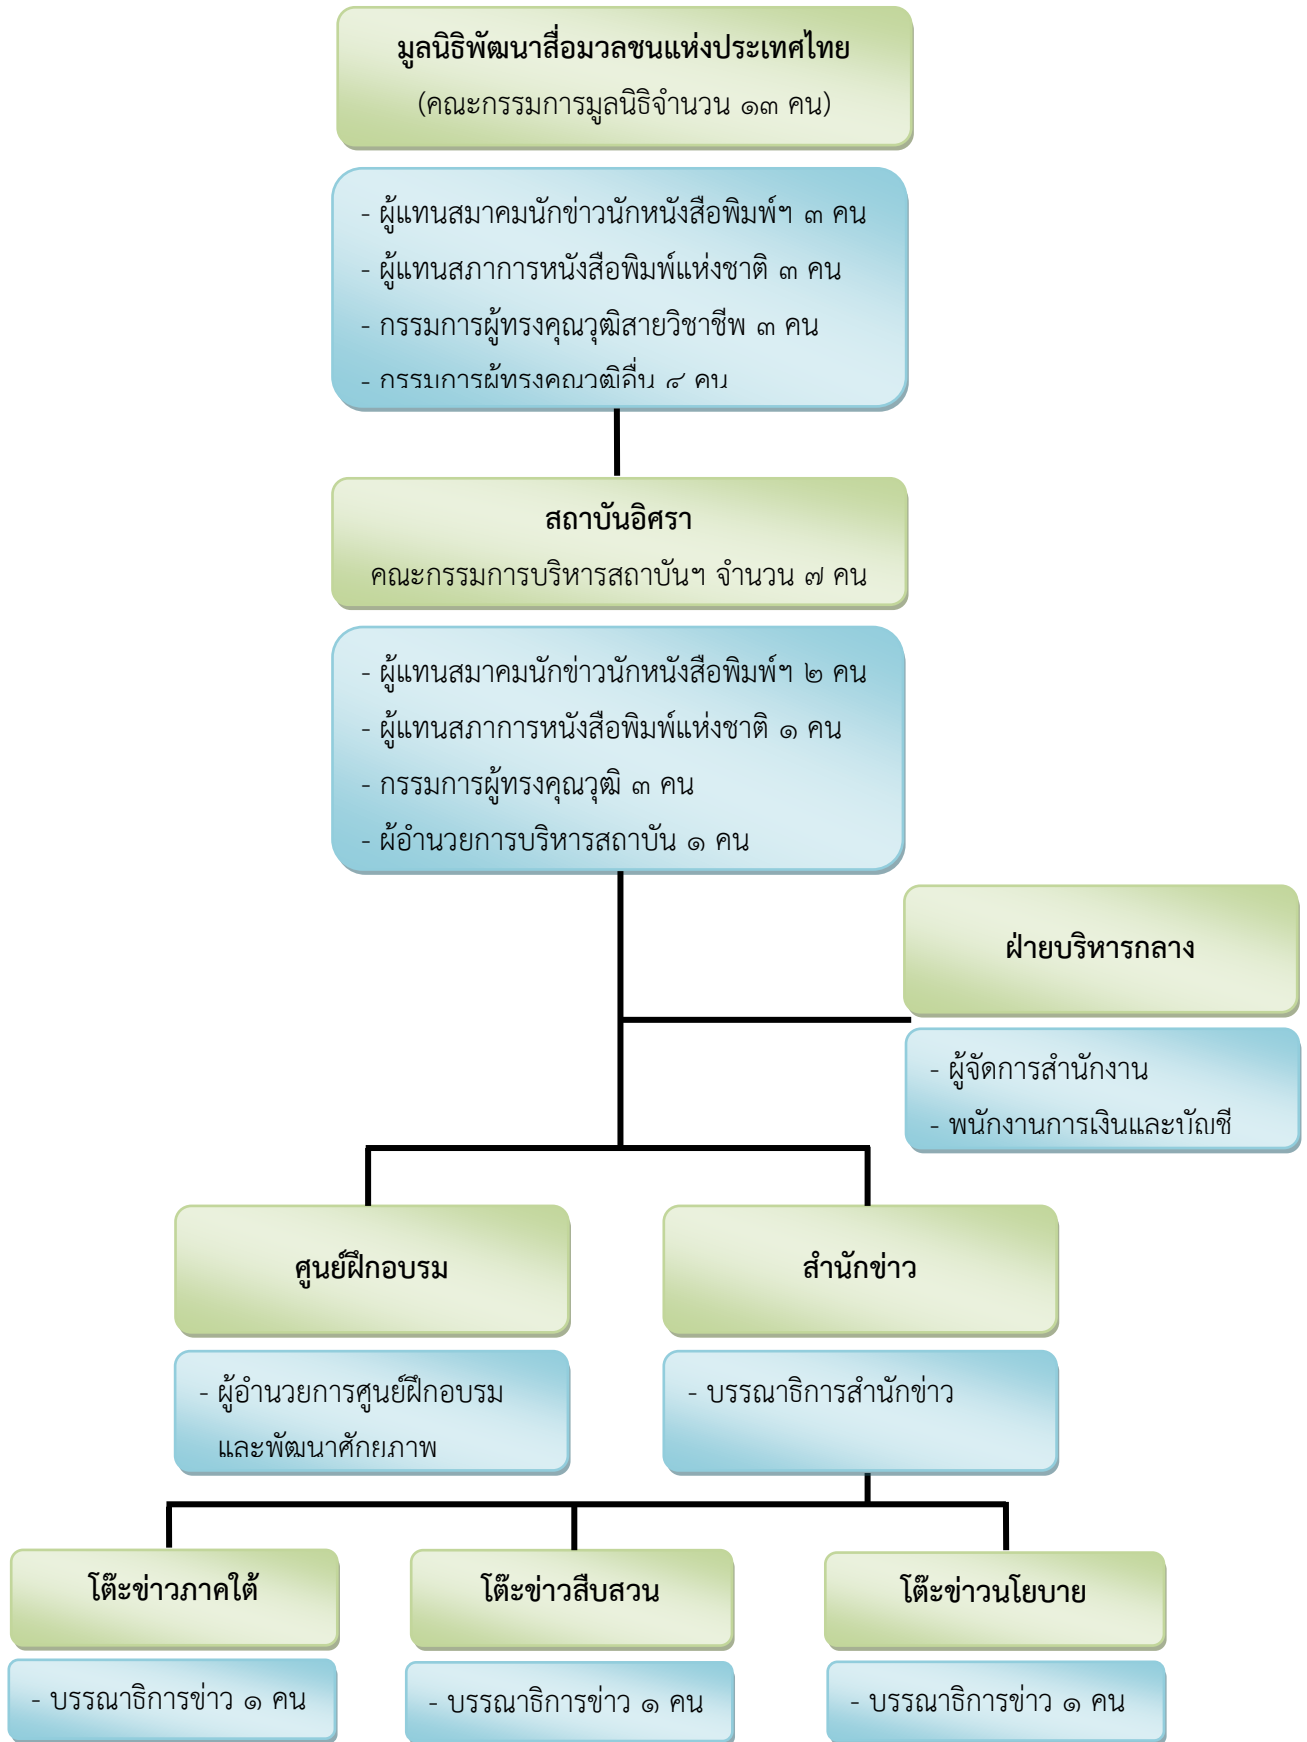 มูลนิธิพัฒนาสื่อมวลชนแห่งประเทศไทย
(คณะกรรมการมูลนิธิจำนวน ๑๓ คน)
- ผู้แทนสมาคมนักข่าวนักหนังสือพิมพ์ฯ ๓ คน
- ผู้แทนสภาการหนังสือพิมพ์แห่งชาติ ๓ คน
- กรรมการผู้ทรงคุณวุฒิสายวิชาชีพ ๓ คน
- กรรมการผู้ทรงคุณวุฒิอื่น ๔ คน
สถาบันอิศรา
คณะกรรมการบริหารสถาบันฯ จำนวน ๗ คน
- ผู้แทนสมาคมนักข่าวนักหนังสือพิมพ์ฯ ๒ คน
- ผู้แทนสภาการหนังสือพิมพ์แห่งชาติ ๑ คน
- กรรมการผู้ทรงคุณวุฒิ ๓ คน
- ผู้อำนวยการบริหารสถาบัน ๑ คน
ฝ่ายบริหารกลาง
- ผู้จัดการสำนักงาน
- พนักงานการเงินและบัญชี
ศูนย์ฝึกอบรม
- ผู้อำนวยการศูนย์ฝึกอบรม
และพัฒนาศักยภาพ
สำนักข่าว
- บรรณาธิการสำนักข่าว
โต๊ะข่าวภาคใต้
- บรรณาธิการข่าว ๑ คน
โต๊ะข่าวสืบสวน
- บรรณาธิการข่าว ๑ คน
โต๊ะข่าวนโยบาย
- บรรณาธิการข่าว ๑ คน